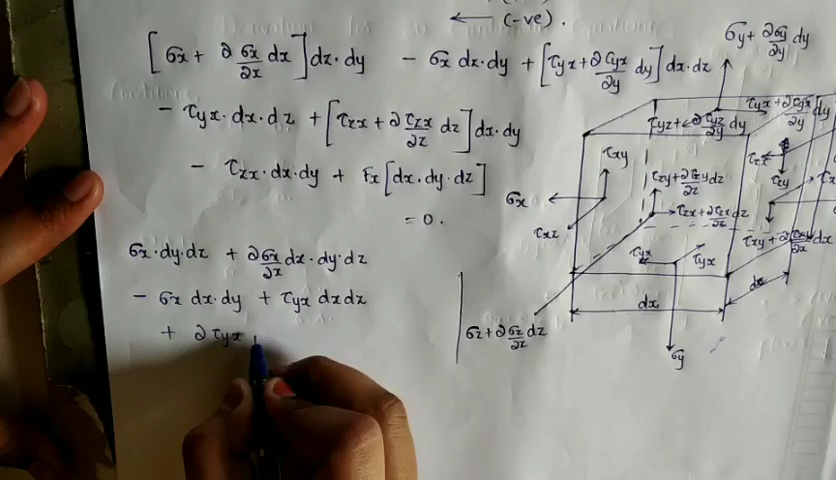 ← (-ve).
[σx + ∂σx/∂x dx] dz·dy - σx dx·dy + [τyx + ∂τyx/∂y dy] dx·dz
- τyx·dx·dz + [τzx + ∂τzx/∂z dz] dx·dy
- τzx·dx·dy + Fx [dx·dy·dz]
= 0.
σx·dy·dz + ∂σx/∂x dx·dy·dz
- σx dx·dy + τyx dxdz
+ ∂τyx
σy + ∂σy/∂y dy
τyx + ∂τyx/∂y dy
τyz + ∂τyz/∂y dy
τxy
τzy + ∂τzy/∂z dz
τzy
σx
τzx + ∂τzx/∂z dz
τxz
τxy + ∂τxy/∂x dx
τyx
dx
dz
σz + ∂σz/∂z dz
σy